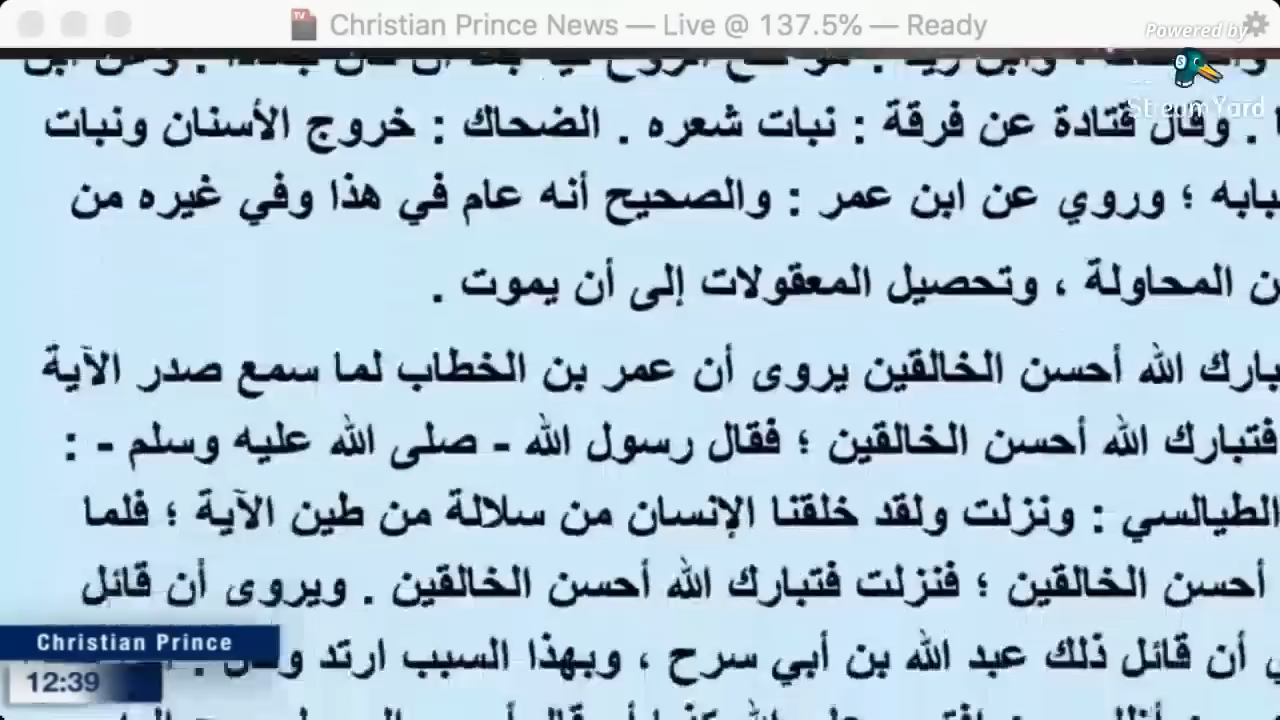 Christian Prince News — Live @ 137.5% — Ready
Powered by
StreamYard
. وقال قتادة عن فرقة : نبات شعره . الضحاك : خروج الأسنان ونبات
؛ وروي عن ابن عمر : والصحيح أنه عام في هذا وفي غيره من
المحاولة ، وتحصيل المعقولات إلى أن يموت .
الله أحسن الخالقين يروى أن عمر بن الخطاب لما سمع صدر الآية
فتبارك الله أحسن الخالقين ؛ فقال رسول الله - صلى الله عليه وسلم - :
الطيالسي : ونزلت ولقد خلقنا الإنسان من سلالة من طين الآية ؛ فلما
أحسن الخالقين ؛ فنزلت فتبارك الله أحسن الخالقين . ويروى أن قائل
أن قائل ذلك عبد الله بن أبي سرح ، وبهذا السبب ارتد
Christian Prince
12:39